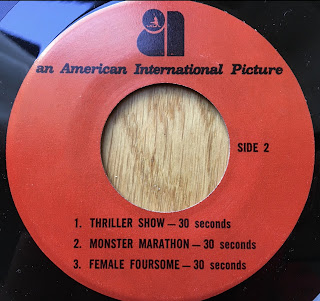 an American International Picture
SIDE 2
1. THRILLER SHOW — 30 seconds
2. MONSTER MARATHON — 30 seconds
3. FEMALE FOURSOME — 30 seconds